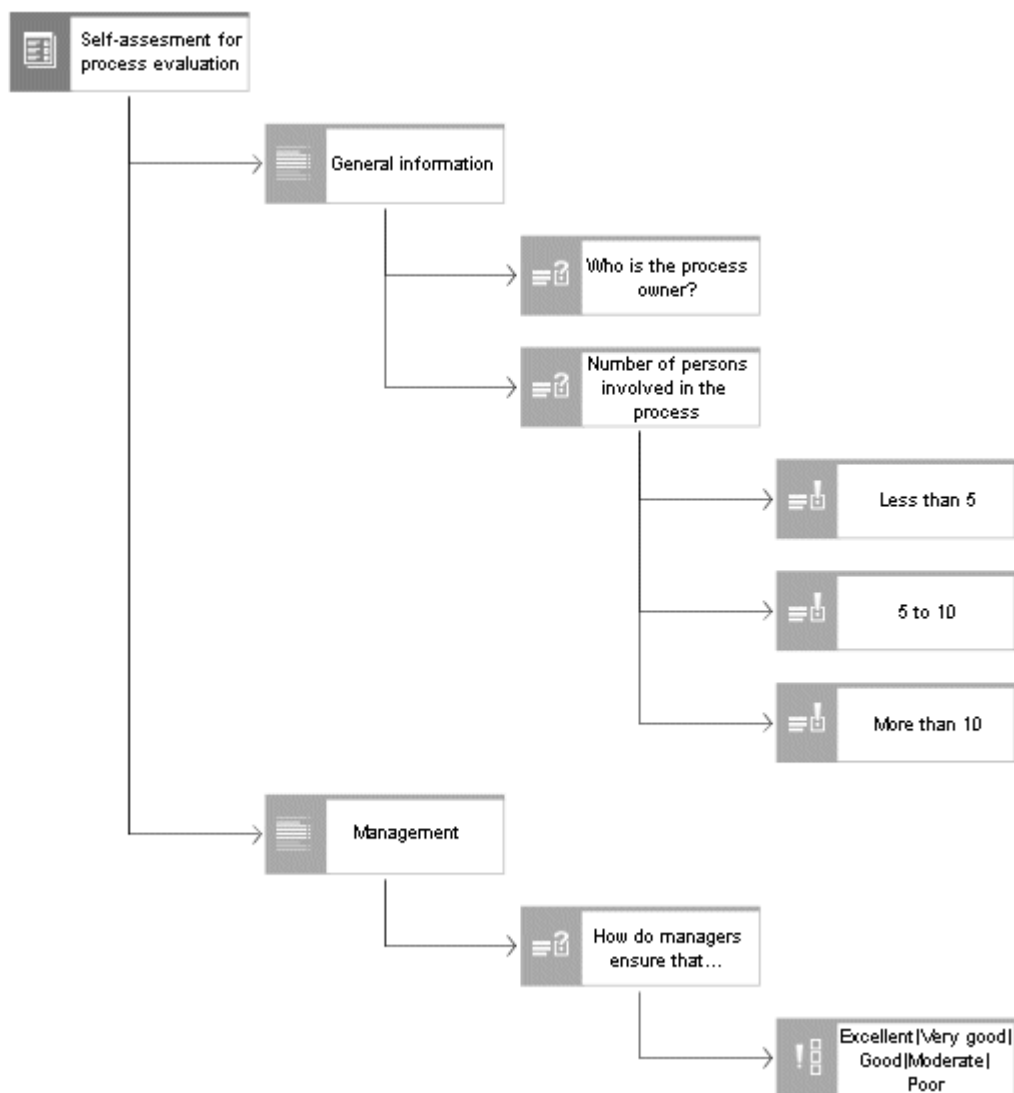 Self-assesment for
process evaluation
General information
Who is the process
owner?
Number of persons
involved in the
process
Less than 5
5 to 10
More than 10
Management
How do managers
ensure that...
Excellent|Very good|
Good|Moderate|
Poor